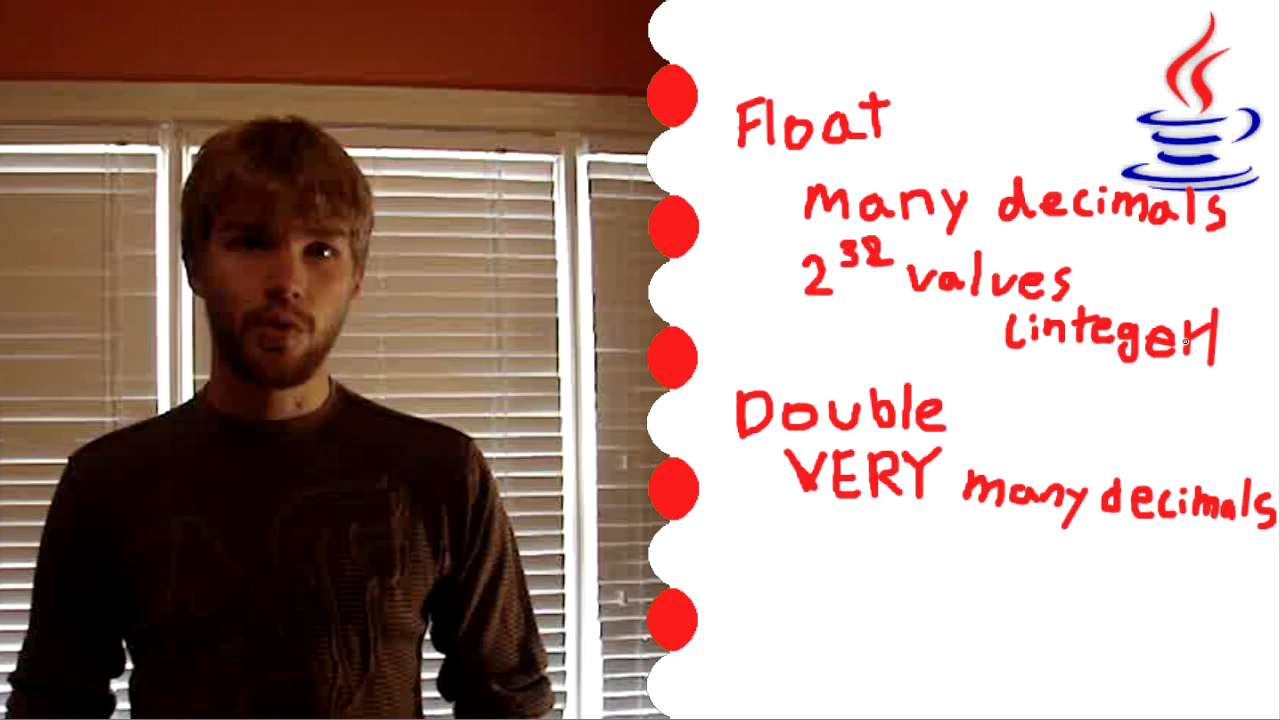 Float
many decimals
2³² values
(integer)
Double
VERY many decimals